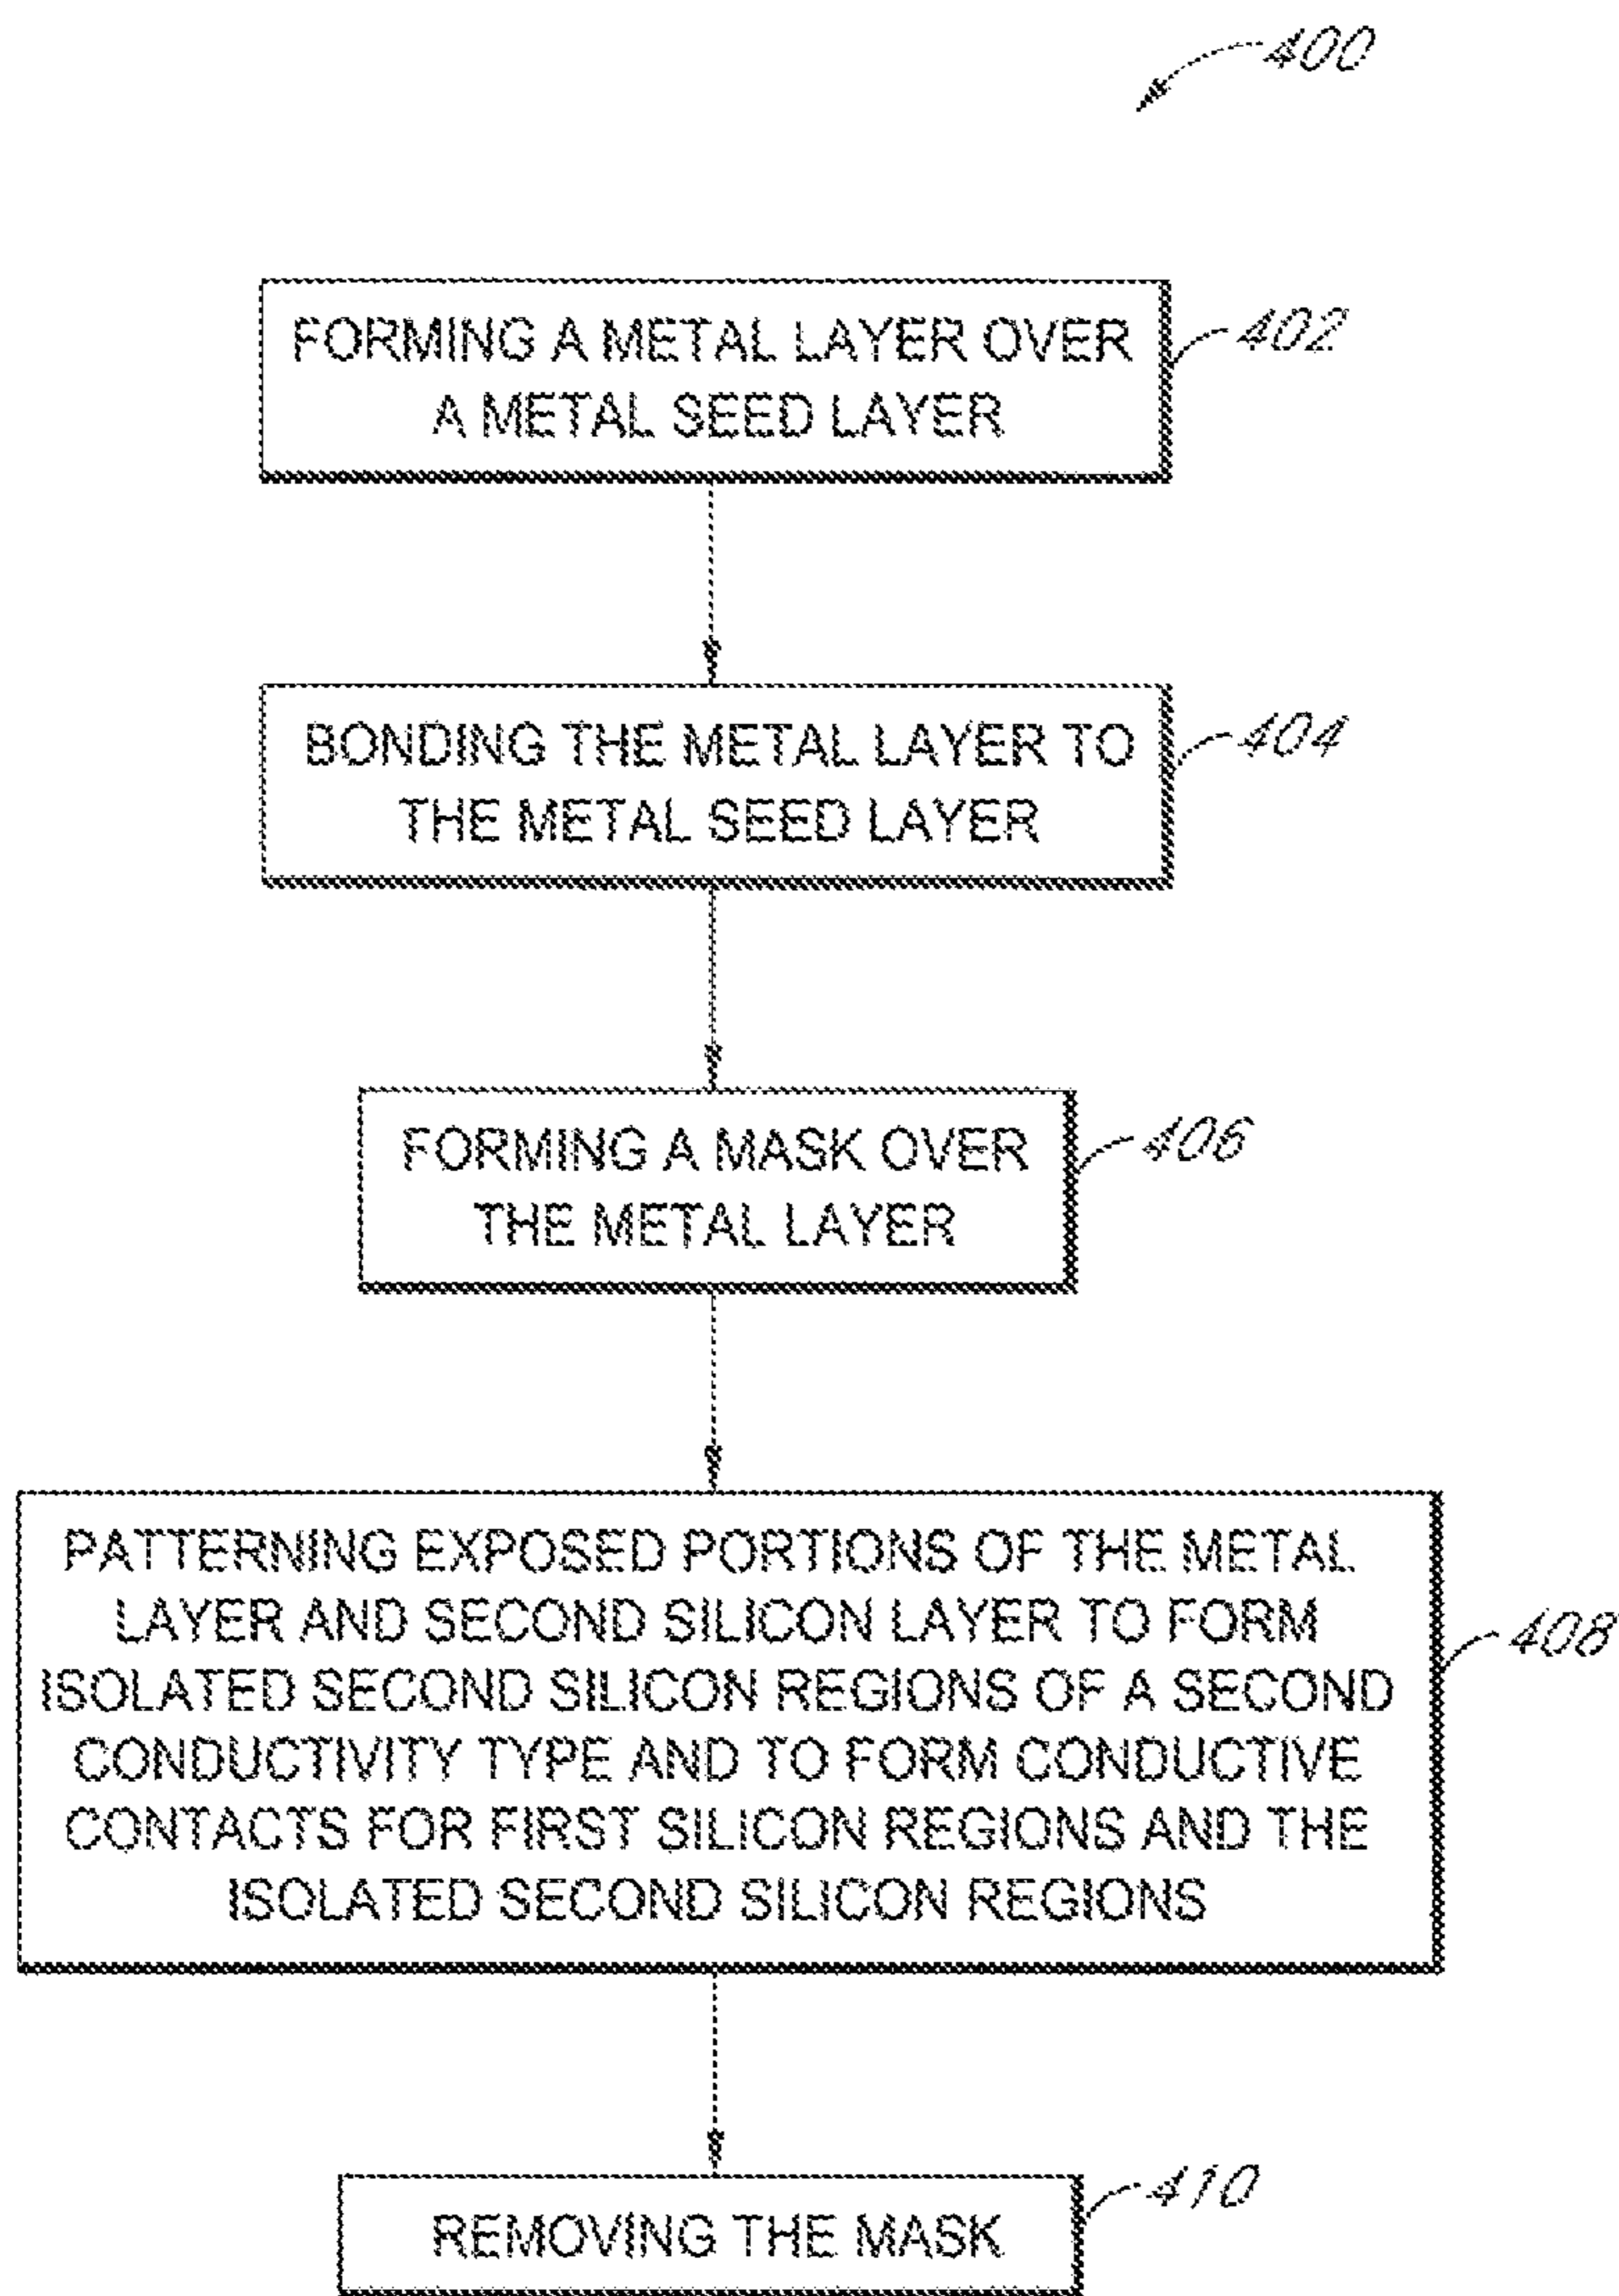 400
FORMING A METAL LAYER OVER
A METAL SEED LAYER
402
BONDING THE METAL LAYER TO
THE METAL SEED LAYER
404
FORMING A MASK OVER
THE METAL LAYER
406
PATTERNING EXPOSED PORTIONS OF THE METAL
LAYER AND SECOND SILICON LAYER TO FORM
ISOLATED SECOND SILICON REGIONS OF A SECOND
CONDUCTIVITY TYPE AND TO FORM CONDUCTIVE
CONTACTS FOR FIRST SILICON REGIONS AND THE
ISOLATED SECOND SILICON REGIONS
408
REMOVING THE MASK
410